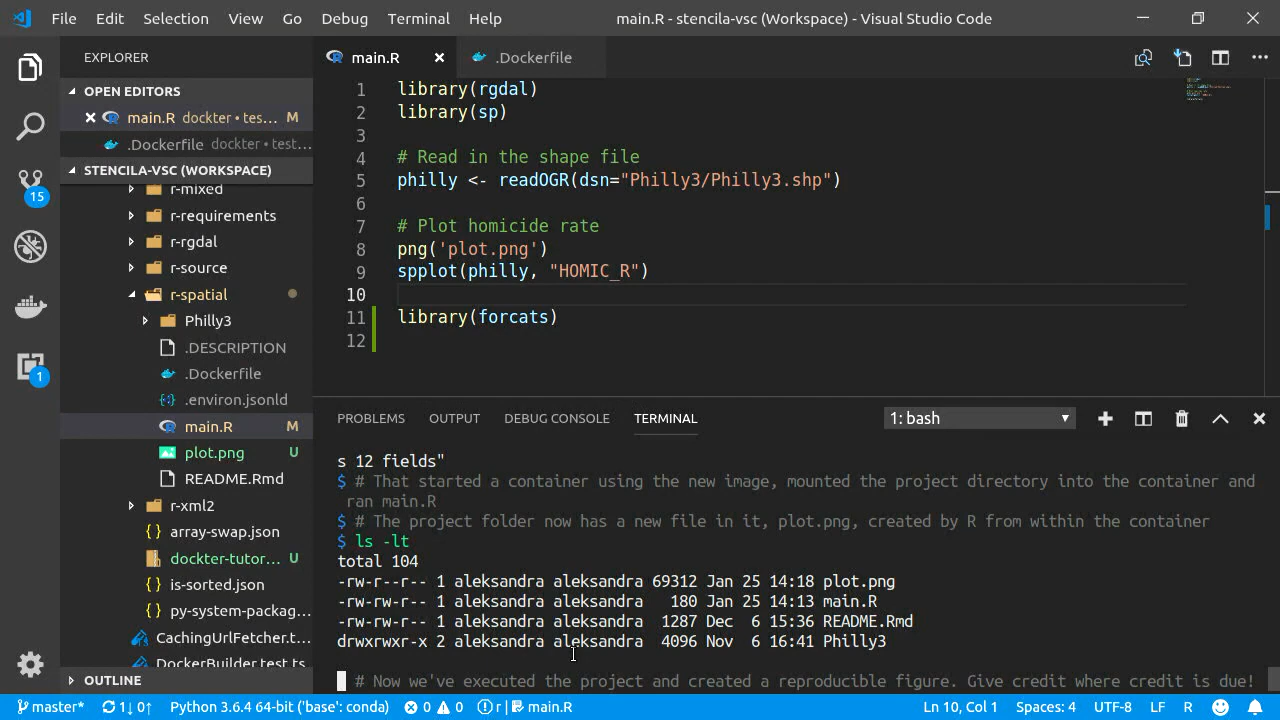 File Edit Selection View Go Debug Terminal Help main.R - stencila-vsc (Workspace) - Visual Studio Code
EXPLORER
OPEN EDITORS
main.R dockter • tes... M
.Dockerfile dockter • test...
STENCILA-VSC (WORKSPACE)
r-mixed
r-requirements
r-rgdal
r-source
r-spatial
Philly3
.DESCRIPTION
.Dockerfile
.environ.jsonld
main.R M
plot.png U
README.Rmd
r-xml2
array-swap.json
dockter-tutor... U
is-sorted.json
py-system-packag...
CachingUrlFetcher.t...
DockerBuilder.test.ts
OUTLINE
15
1
main.R .Dockerfile
1 library(rgdal)
2 library(sp)
3
4 # Read in the shape file
5 philly <- readOGR(dsn="Philly3/Philly3.shp")
6
7 # Plot homicide rate
8 png('plot.png')
9 spplot(philly, "HOMIC_R")
10
11 library(forcats)
12
PROBLEMS OUTPUT DEBUG CONSOLE TERMINAL 1: bash
s 12 fields"
$ # That started a container using the new image, mounted the project directory into the container and
ran main.R
$ # The project folder now has a new file in it, plot.png, created by R from within the container
$ ls -lt
total 104
-rw-r--r-- 1 aleksandra aleksandra 69312 Jan 25 14:18 plot.png
-rw-rw-r-- 1 aleksandra aleksandra 180 Jan 25 14:13 main.R
-rw-rw-r-- 1 aleksandra aleksandra 1287 Dec 6 15:36 README.Rmd
drwxrwxr-x 2 aleksandra aleksandra 4096 Nov 6 16:41 Philly3
# Now we've executed the project and created a reproducible figure. Give credit where credit is due!
master* 1↓ 0↑ Python 3.6.4 64-bit ('base': conda) 0 0 r | main.R Ln 10, Col 1 Spaces: 4 UTF-8 LF R